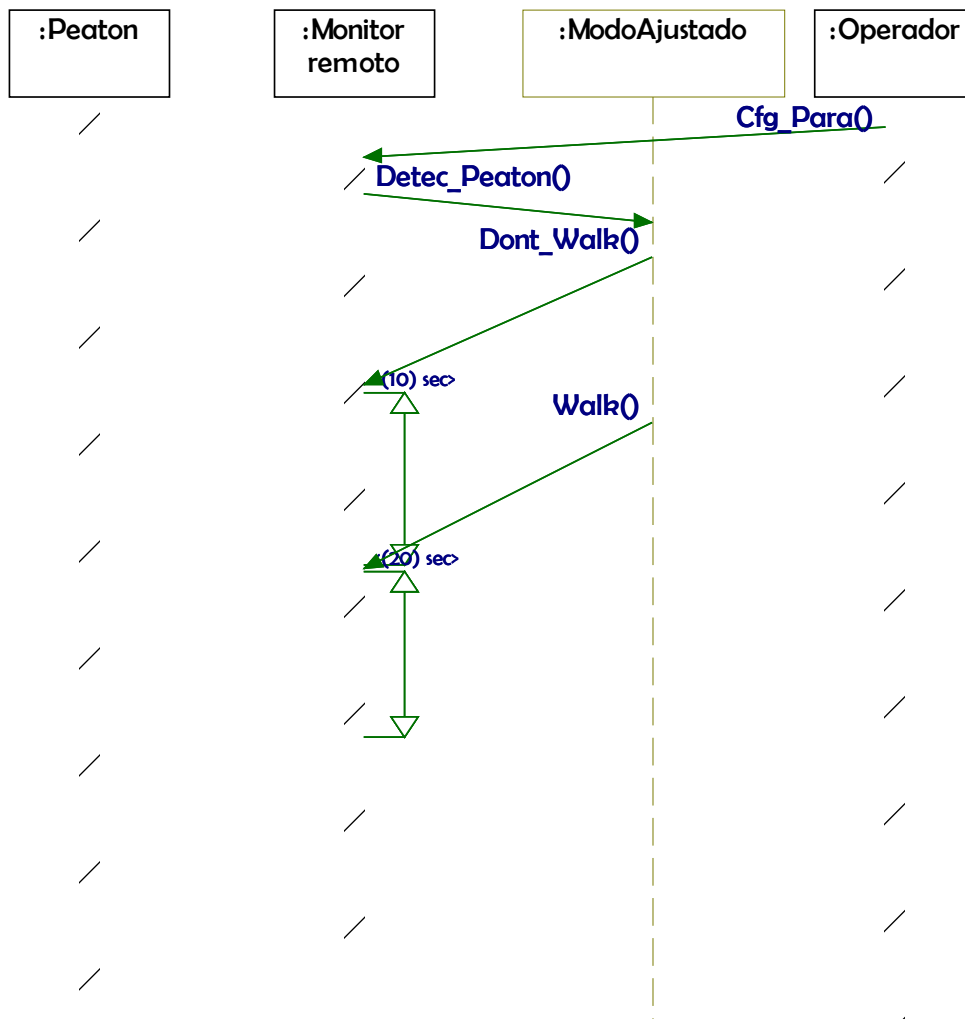 :Peaton
:Monitor
remoto
:ModoAjustado
:Operador
Cfg_Para()
Detec_Peaton()
Dont_Walk()
(10) sec>
Walk()
(20) sec>